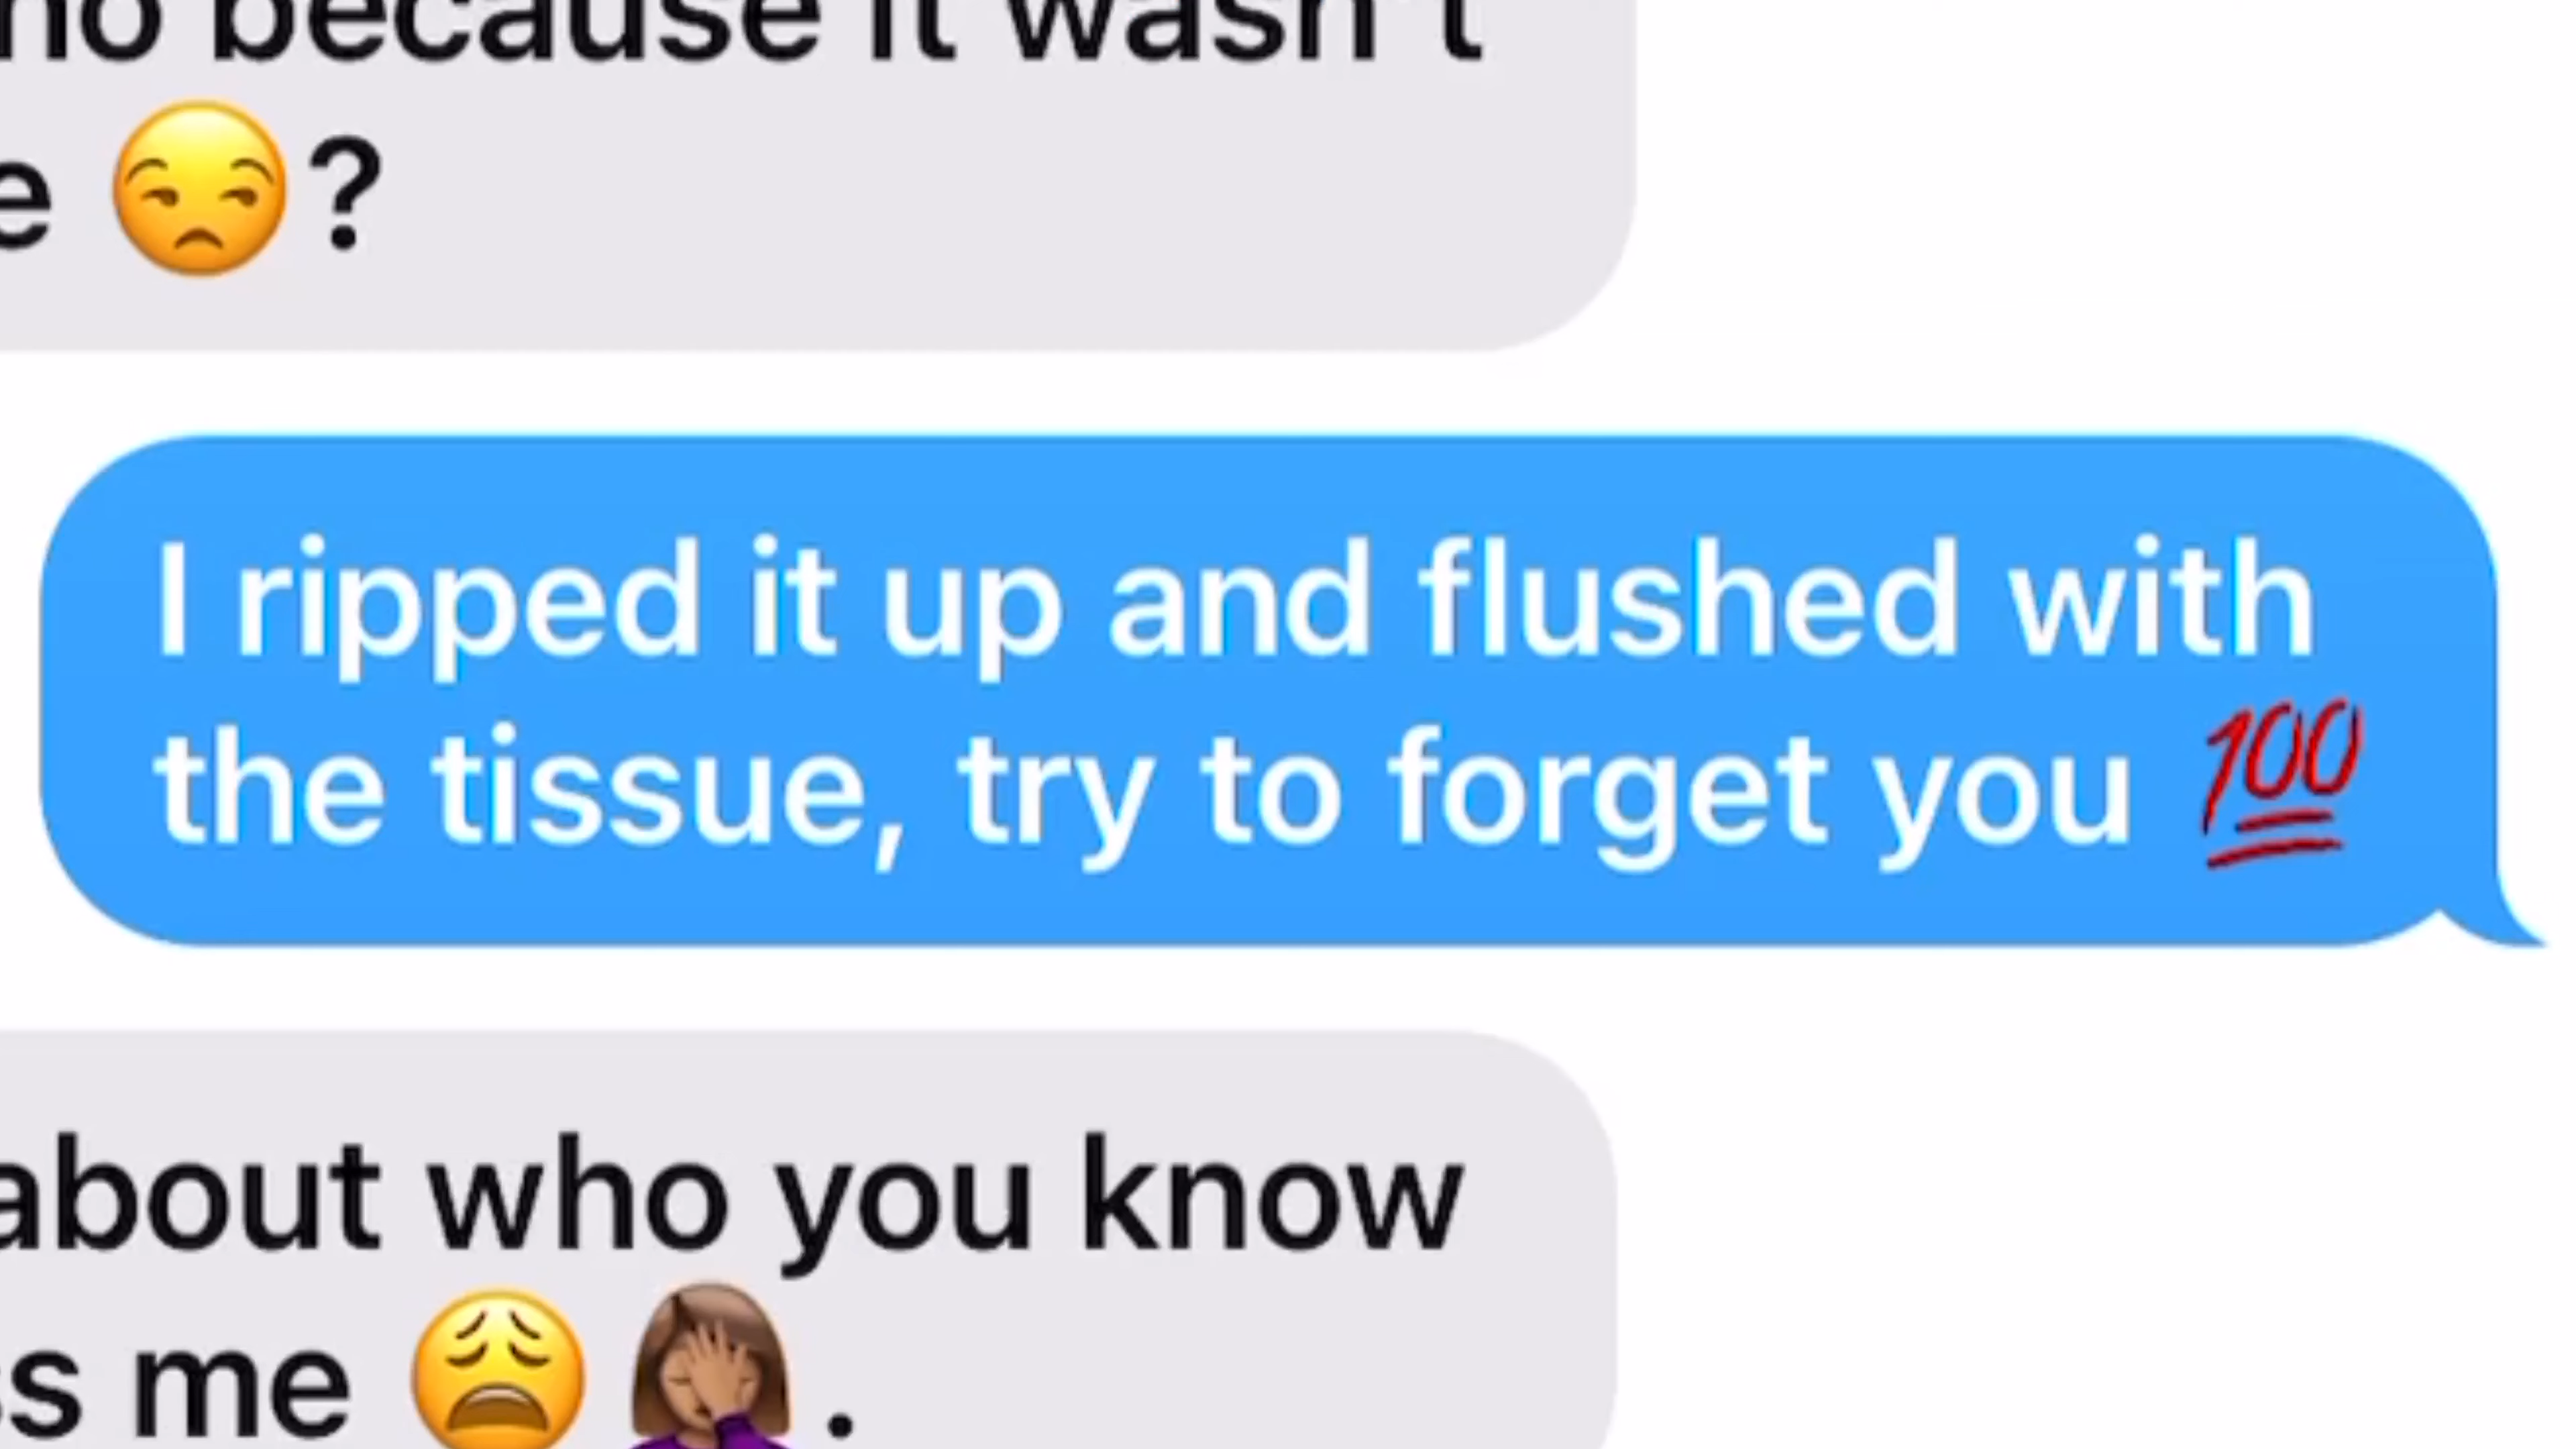 because it wasn't
😒?
I ripped it up and flushed with
the tissue, try to forget you 💯
about who you know
me 😩 🤦🏽‍♀️.